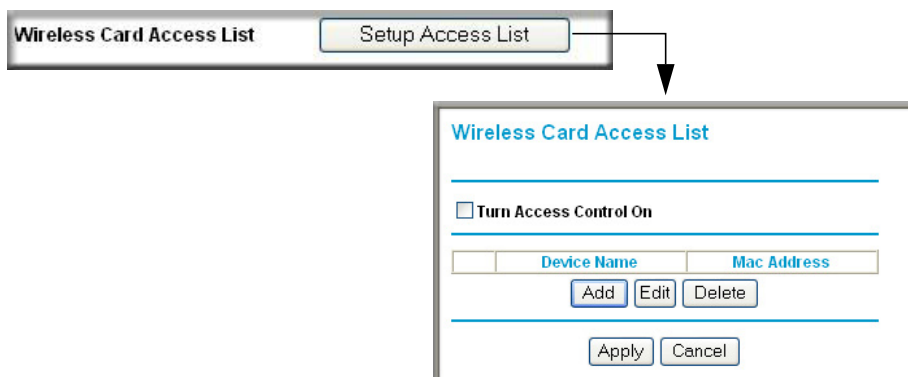 Wireless Card Access List Setup Access List
Wireless Card Access List
Turn Access Control On
Device Name Mac Address
Add Edit Delete
Apply Cancel